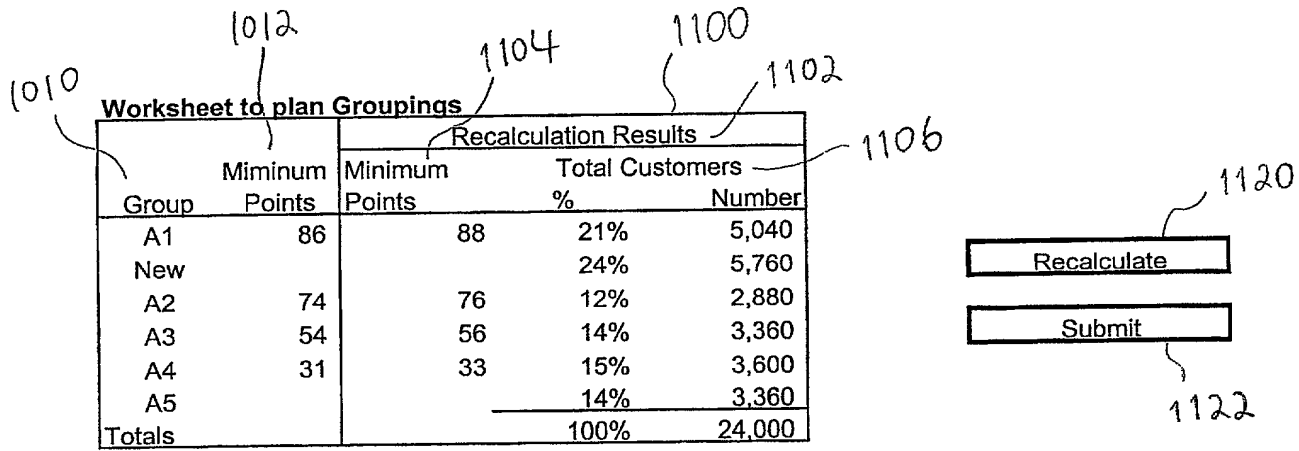 1012
1104
1100
1010
1102
Worksheet to plan Groupings
Recalculation Results
1106
Miminum Minimum Total Customers
1120
Group Points Points % Number
A1 86 88 21% 5,040
Recalculate
New 24% 5,760
A2 74 76 12% 2,880
A3 54 56 14% 3,360
Submit
A4 31 33 15% 3,600
A5 14% 3,360
1122
Totals 100% 24,000